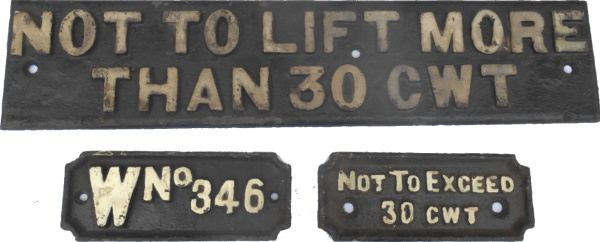 NOT TO LIFT MORE
THAN 30 CWT
WNo 346
NOT TO EXCEED
30 CWT